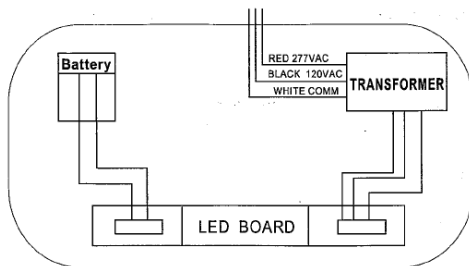 Battery
RED 277VAC
BLACK 120VAC
WHITE COMM
TRANSFORMER
LED BOARD